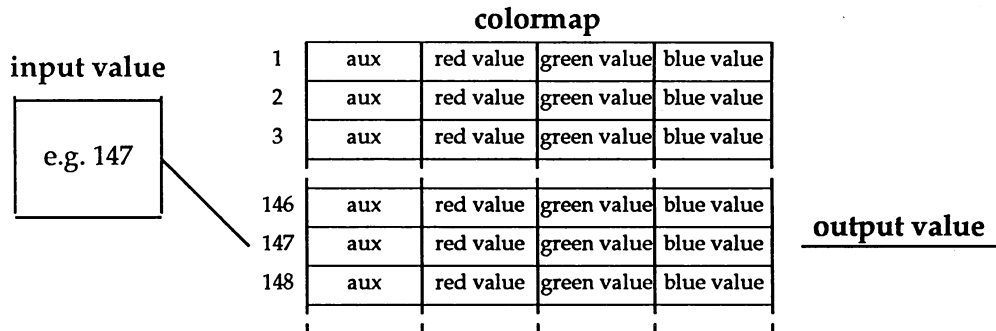 colormap
input value
e.g. 147
1 aux red value green value blue value
2 aux red value green value blue value
3 aux red value green value blue value
146 aux red value green value blue value
147 aux red value green value blue value
148 aux red value green value blue value
output value